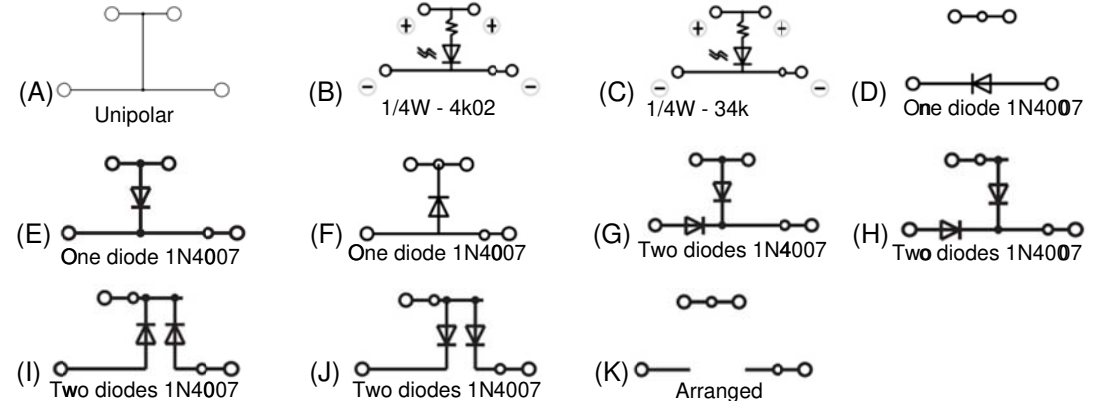 (A) Unipolar
(B) + + − − 1/4W - 4k02
(C) + + − − 1/4W - 34k
(D) One diode 1N4007
(E) One diode 1N4007
(F) One diode 1N4007
(G) Two diodes 1N4007
(H) Two diodes 1N4007
(I) Two diodes 1N4007
(J) Two diodes 1N4007
(K) Arranged